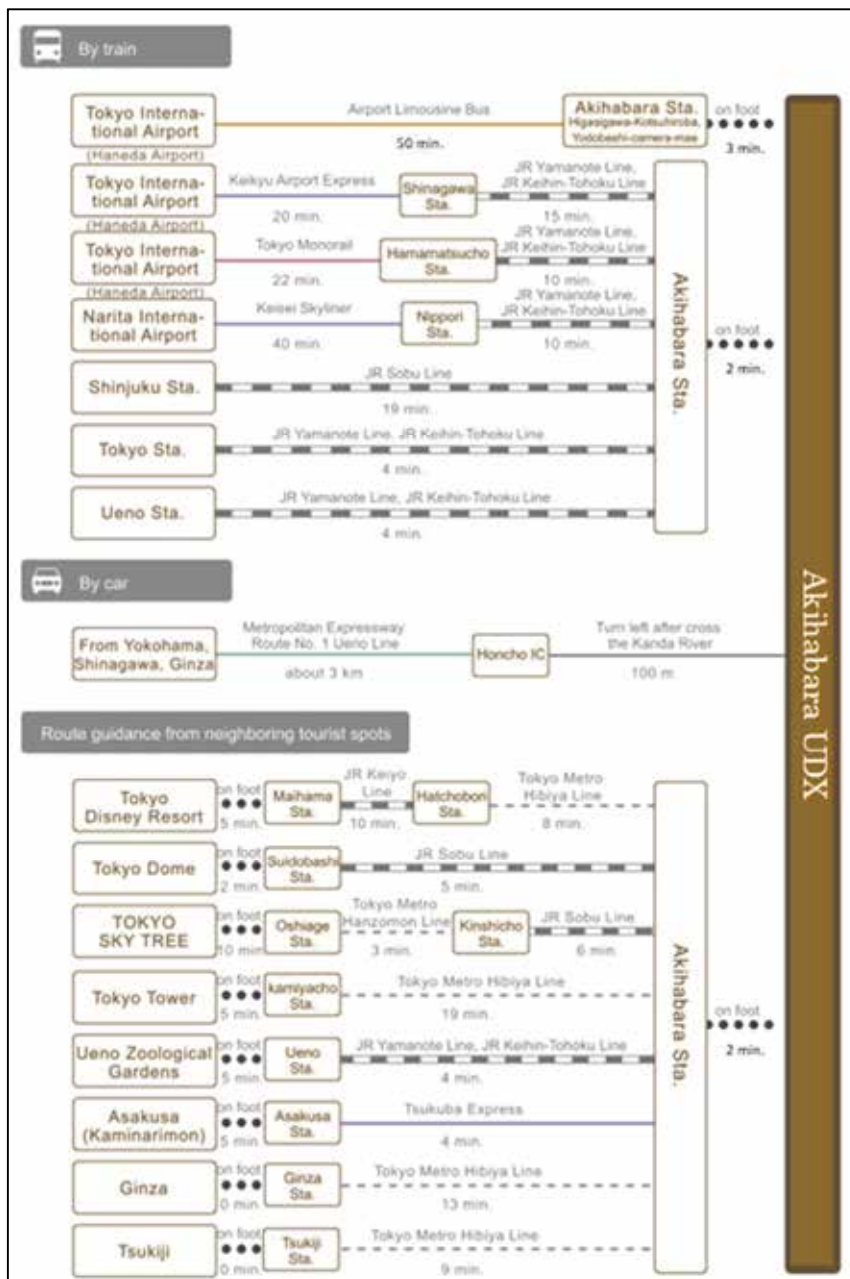 By train
Tokyo Interna-
tional Airport
(Haneda Airport)
Airport Limousine Bus
50 min.
Akihabara Sta.
Higasigawa-Kotsuhiroba,
Yodobashi-camera-mae
on foot
3 min.
Tokyo Interna-
tional Airport
(Haneda Airport)
Keikyu Airport Express
20 min.
Shinagawa
Sta.
JR Yamanote Line,
JR Keihin-Tohoku Line
15 min.
Tokyo Interna-
tional Airport
(Haneda Airport)
Tokyo Monorail
22 min.
Hamamatsucho
Sta.
JR Yamanote Line,
JR Keihin-Tohoku Line
10 min.
Narita Interna-
tional Airport
Keisei Skyliner
40 min.
Nippori
Sta.
JR Yamanote Line,
JR Keihin-Tohoku Line
10 min.
Shinjuku Sta.
JR Sobu Line
19 min.
Tokyo Sta.
JR Yamanote Line. JR Keihin-Tohoku Line
4 min.
Ueno Sta.
JR Yamanote Line, JR Keihin-Tohoku Line
4 min.
Akihabara Sta.
on foot
2 min.
Akihabara UDX
By car
From Yokohama,
Shinagawa, Ginza
Metropolitan Expressway
Route No. 1 Ueno Line
about 3 km
Honcho IC
Turn left after cross
the Kanda River
100 m
Route guidance from neighboring tourist spots
Tokyo
Disney Resort
on foot
5 min.
Maihama
Sta.
JR Keiyo
Line
10 min.
Hatchobori
Sta.
Tokyo Metro
Hibiya Line
8 min.
Tokyo Dome
on foot
2 min.
Suidobashi
Sta.
JR Sobu Line
5 min.
TOKYO
SKY TREE
on foot
10 min
Oshiage
Sta.
Tokyo Metro
Hanzomon Line
3 min.
Kinshicho
Sta.
JR Sobu Line
6 min.
Tokyo Tower
on foot
5 min.
kamiyacho
Sta.
Tokyo Metro Hibiya Line
19 min.
Ueno Zoological
Gardens
on foot
5 min.
Ueno
Sta.
JR Yamanote Line, JR Keihin-Tohoku Line
4 min.
Asakusa
(Kaminarimon)
on foot
5 min.
Asakusa
Sta.
Tsukuba Express
4 min.
Ginza
on foot
0 min.
Ginza
Sta.
Tokyo Metro Hibiya Line
13 min.
Tsukiji
on foot
0 min.
Tsukiji
Sta.
Tokyo Metro Hibiya Line
9 min.
Akihabara Sta.
on foot
2 min.